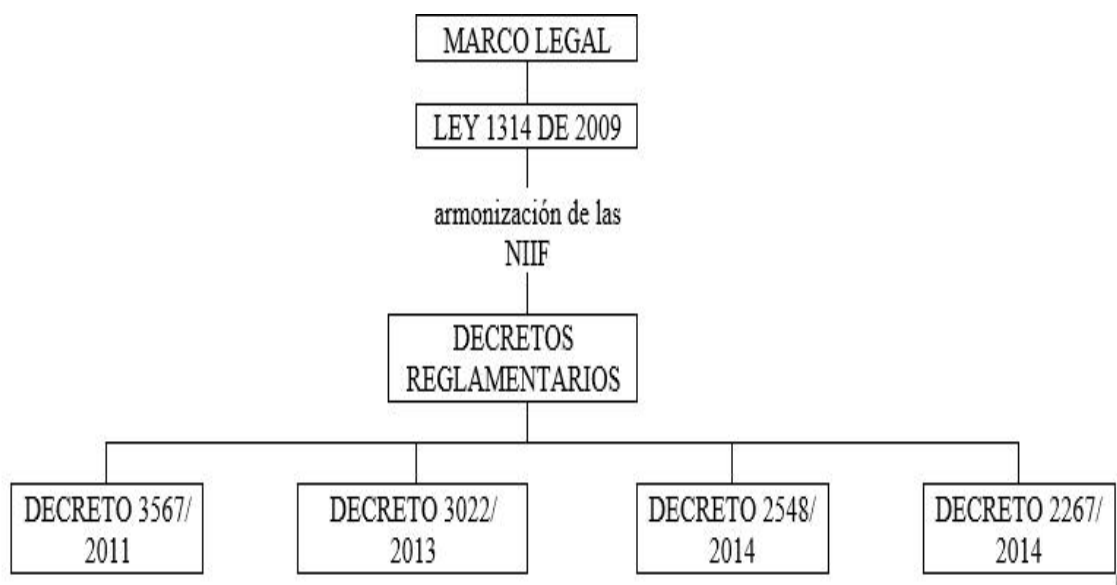 MARCO LEGAL
LEY 1314 DE 2009
armonización de las
NIIF
DECRETOS
REGLAMENTARIOS
DECRETO 3567/
2011
DECRETO 3022/
2013
DECRETO 2548/
2014
DECRETO 2267/
2014